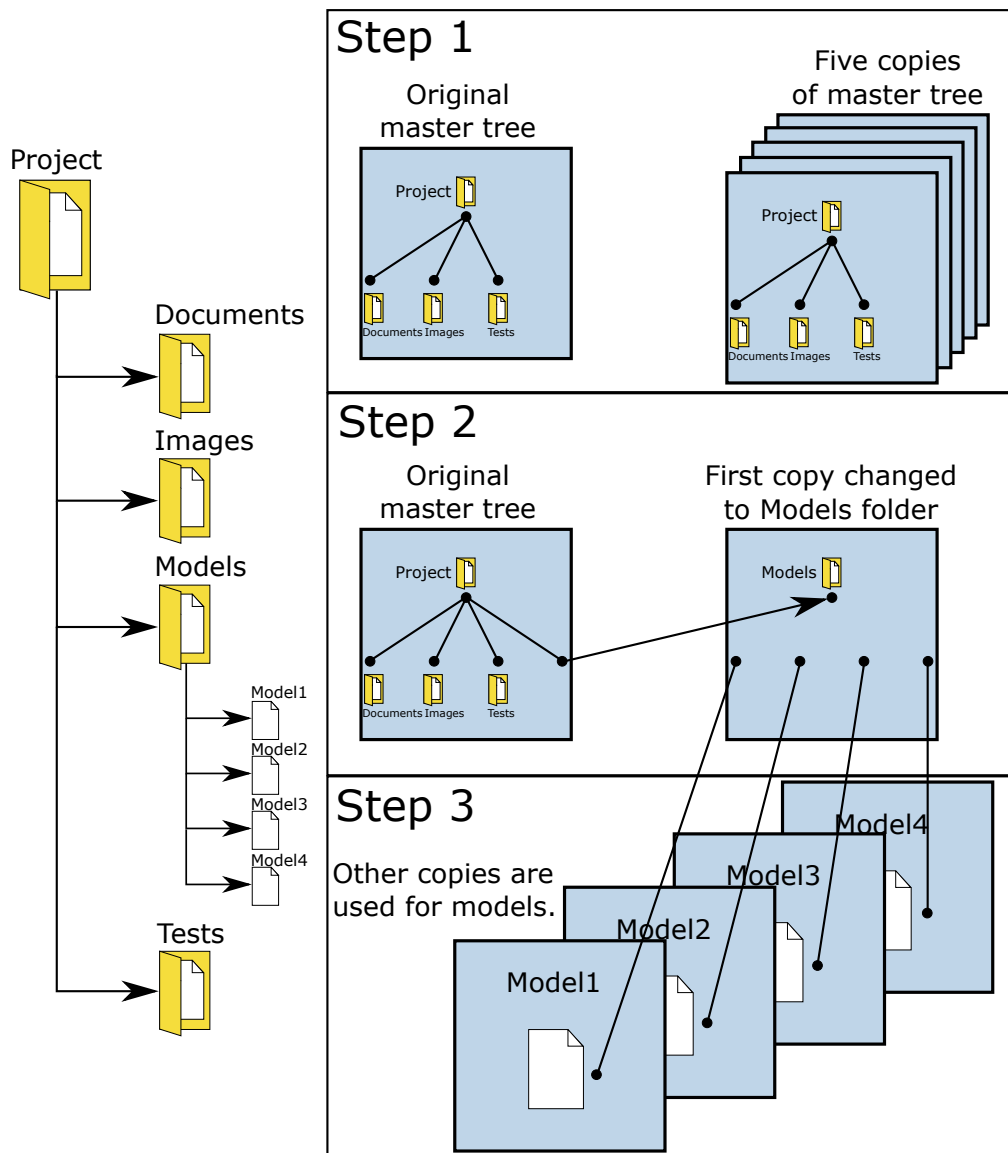 Project
Documents
Images
Models
Model1
Model2
Model3
Model4
Tests
Step 1
Original
master tree
Project
Documents Images Tests
Five copies
of master tree
Project
Documents Images Tests
Step 2
Original
master tree
Project
Documents Images Tests
First copy changed
to Models folder
Models
Step 3
Other copies are
used for models.
Model1
Model2
Model3
Model4